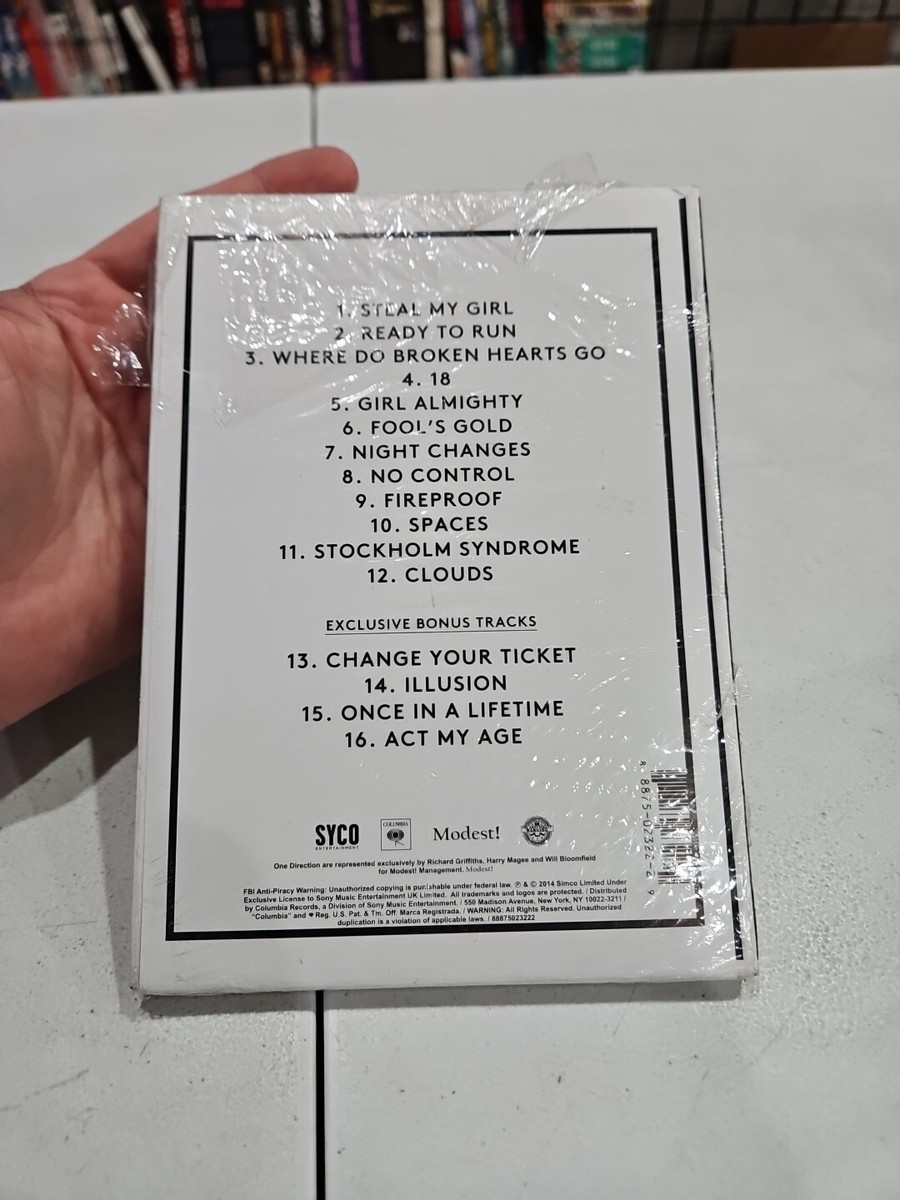 1. STEAL MY GIRL
2. READY TO RUN
3. WHERE DO BROKEN HEARTS GO
4. 18
5. GIRL ALMIGHTY
6. FOOL'S GOLD
7. NIGHT CHANGES
8. NO CONTROL
9. FIREPROOF
10. SPACES
11. STOCKHOLM SYNDROME
12. CLOUDS
EXCLUSIVE BONUS TRACKS
13. CHANGE YOUR TICKET
14. ILLUSION
15. ONCE IN A LIFETIME
16. ACT MY AGE
SYCO
ENTERTAINMENT
COLUMBIA
Modest!
One Direction are represented exclusively by Richard Griffiths, Harry Magee and Will Bloomfield
for Modest! Management. Modest!
FBI Anti-Piracy Warning: Unauthorized copying is punishable under federal law. ℗ & © 2014 Simco Limited Under
Exclusive License to Sony Music Entertainment UK Limited. All trademarks and logos are protected. / Distributed
by Columbia Records, a Division of Sony Music Entertainment. / 550 Madison Avenue, New York, NY 10022-3211 /
"Columbia" and ♥ Reg. U.S. Pat. & Tm. Off. Marca Registrada. / WARNING: All Rights Reserved. Unauthorized
duplication is a violation of applicable laws. / 88875023222
8 8875-02322-2 9